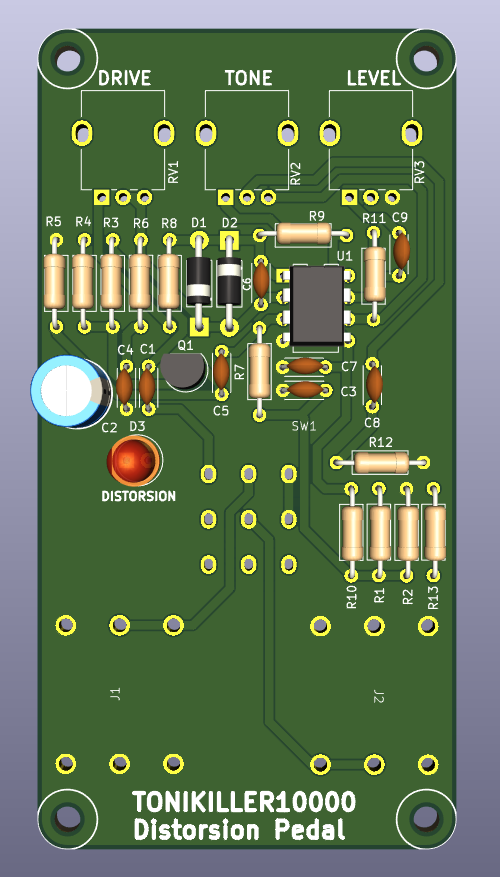 DRIVE TONE LEVEL
RV1 RV2 RV3
R5 R4 R3 R6 R8 D1 D2 R9 R11 C9
U1
C6
Q1
C4 C1 R7 C7
C3
C5
C2 D3 SW1 C8
R12
DISTORSION
R10 R1 R2 R13
J1 J2
TONIKILLER10000
Distorsion Pedal